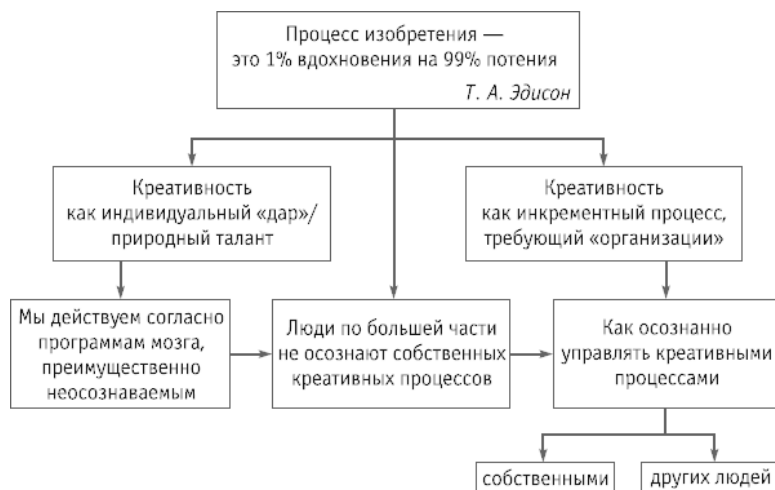 Процесс изобретения —
это 1% вдохновения на 99% потения
Т. А. Эдисон
Креативность
как индивидуальный «дар»/
природный талант
Креативность
как инкрементный процесс,
требующий «организации»
Мы действуем согласно
программам мозга,
преимущественно
неосознаваемым
Люди по большей части
не осознают собственных
креативных процессов
Как осознанно
управлять креативными
процессами
собственными
других людей